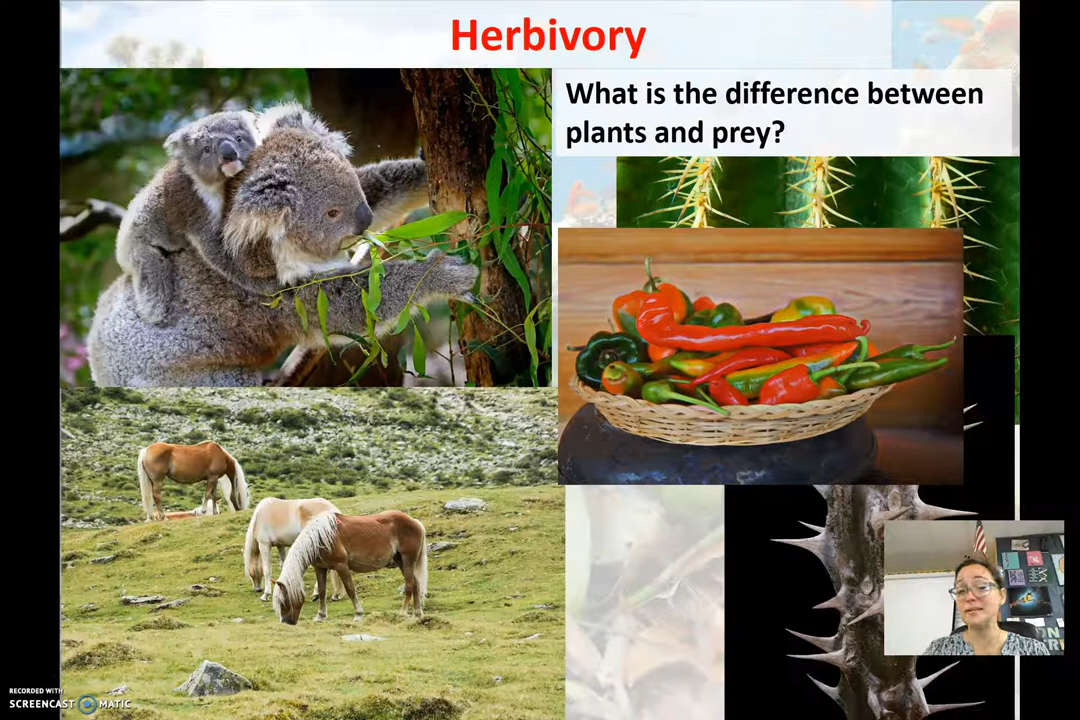 Herbivory
What is the difference between
plants and prey?
RECORDED WITH
SCREENCAST MATIC